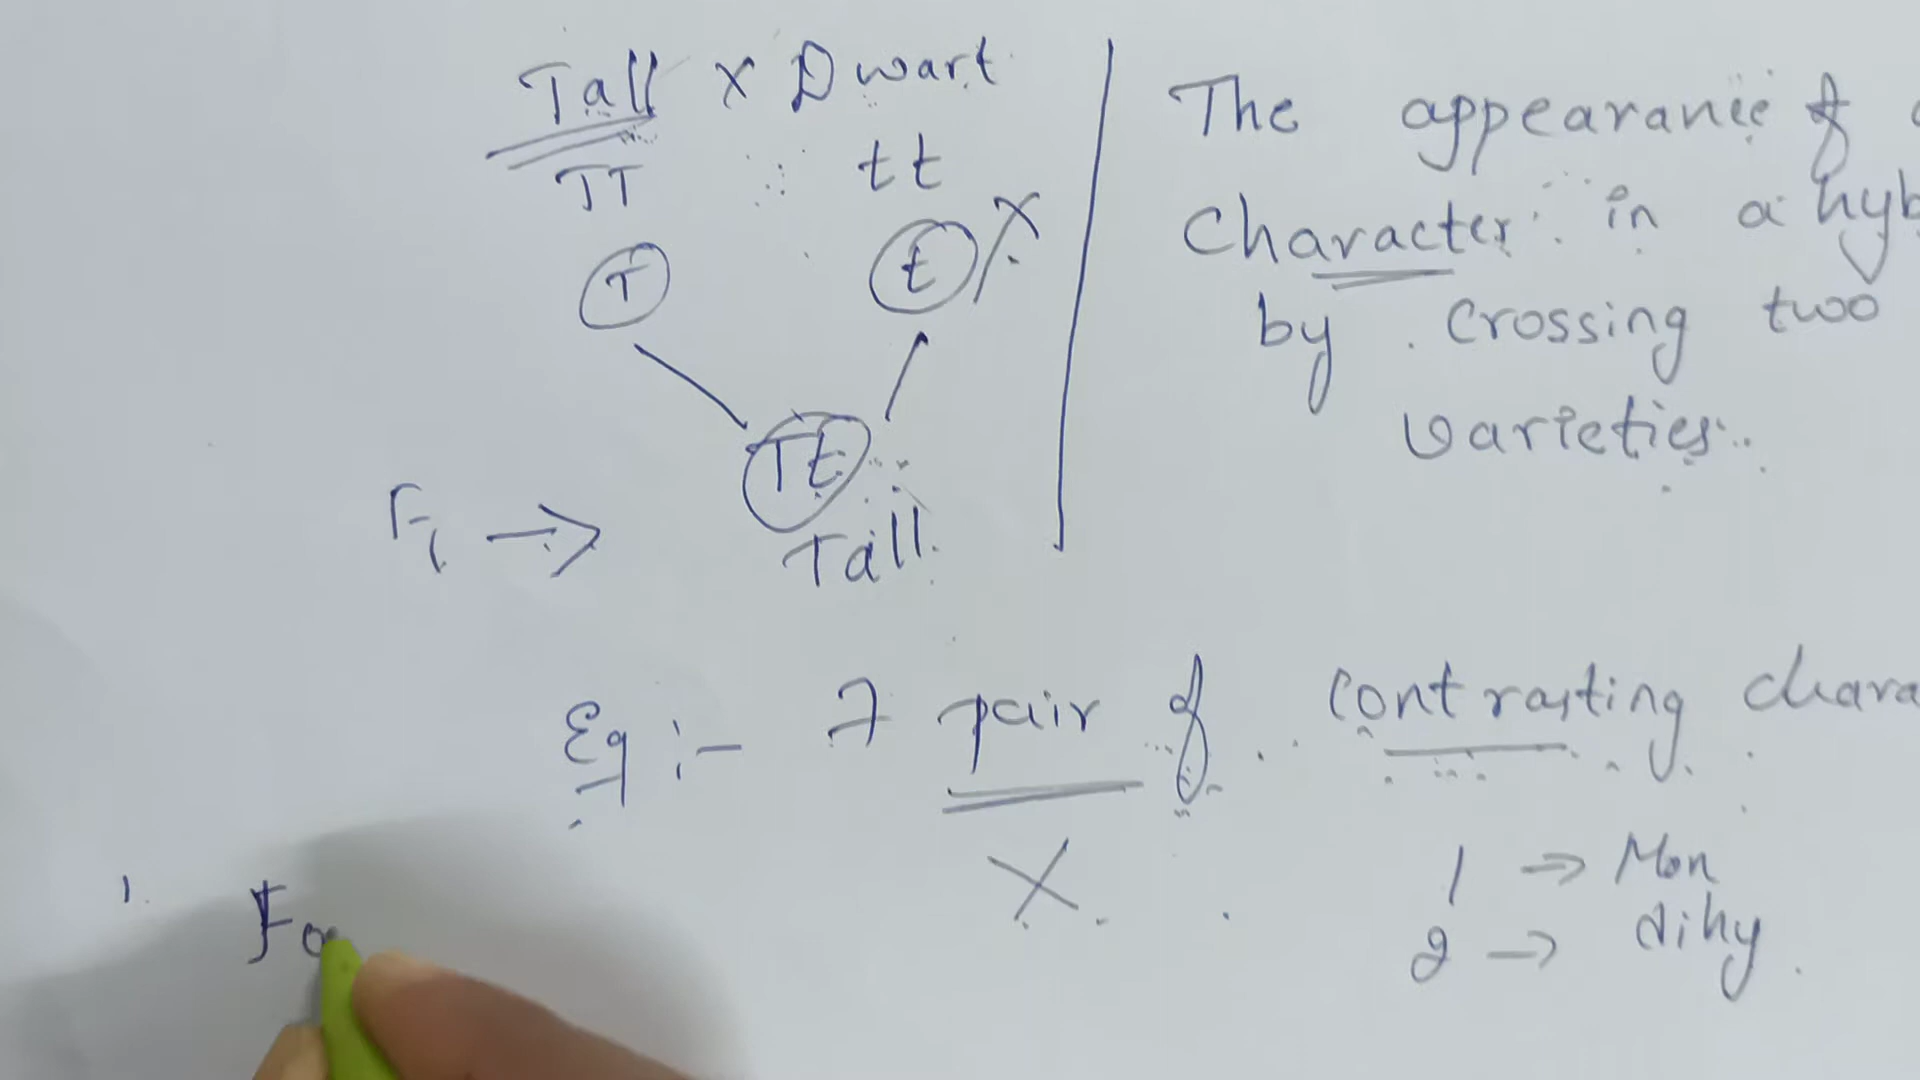 Tall x Dwart
TT tt
T t x
Tt
F1 → Tall
The appearance of
Character in a hyb
by crossing two
varieties.
Eg :- 7 pair of contrasting chara
X
1 → Mon
2 → dihy
1. Fo